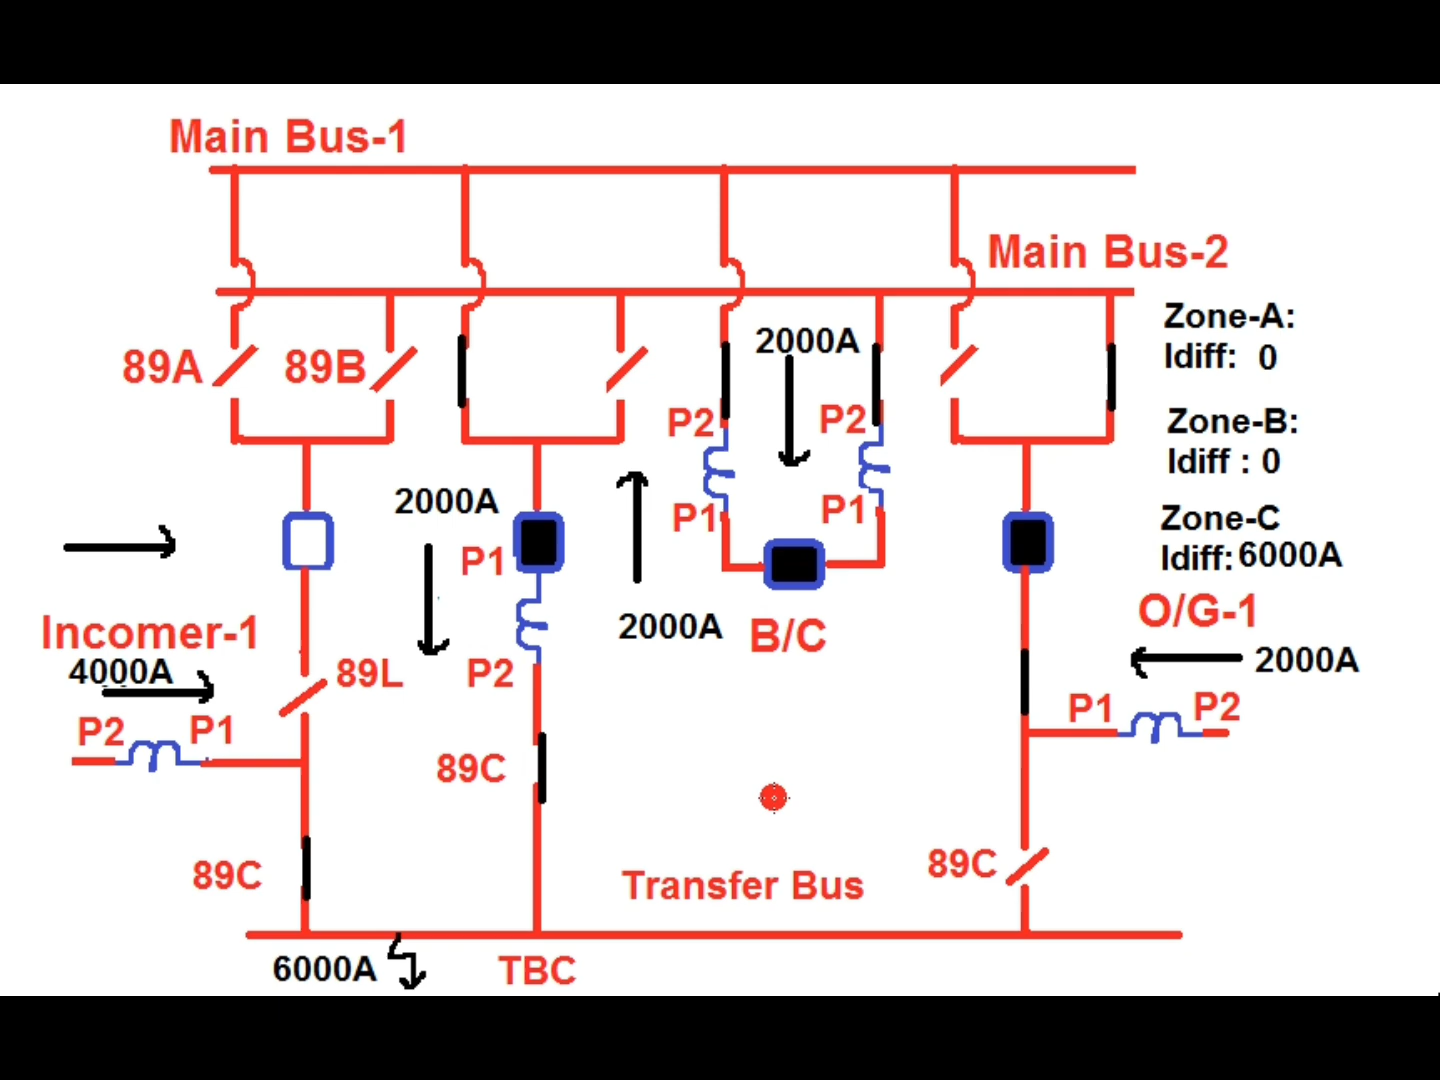 Main Bus-1
Main Bus-2
Zone-A:
Idiff: 0
2000A
89A
89B
P2
P2
Zone-B:
Idiff : 0
2000A
P1
P1
Zone-C
Idiff: 6000A
P1
Incomer-1
2000A
B/C
O/G-1
4000A
89L
P2
2000A
P2
P1
P1
P2
89C
89C
Transfer Bus
89C
6000A
TBC